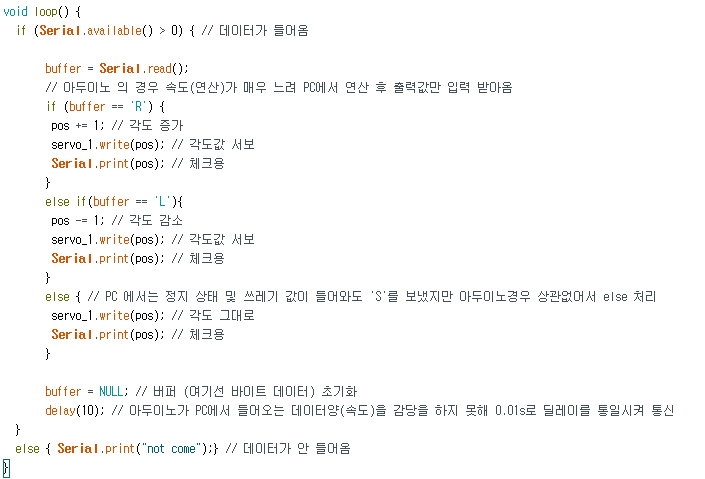 void loop() {
if (Serial.available() > 0) { // 데이터가 들어옴
buffer = Serial.read();
// 아두이노 의 경우 속도(연산)가 매우 느려 PC에서 연산 후 출력값만 입력 받아옴
if (buffer == 'R') {
pos += 1; // 각도 증가
servo_1.write(pos); // 각도값 서보
Serial.print(pos); // 체크용
}
else if(buffer == 'L'){
pos -= 1; // 각도 감소
servo_1.write(pos); // 각도값 서보
Serial.print(pos); // 체크용
}
else { // PC 에서는 정지 상태 및 쓰레기 값이 들어와도 'S'를 보냈지만 아두이노경우 상관없어서 else 처리
servo_1.write(pos); // 각도 그대로
Serial.print(pos); // 체크용
}
buffer = NULL; // 버퍼 (여기선 바이트 데이터) 초기화
delay(10); // 아두이노가 PC에서 들어오는 데이터양(속도)을 감당을 하지 못해 0.01s로 딜레이를 통일시켜 통신
}
else { Serial.print("not come");} // 데이터가 안 들어옴
}